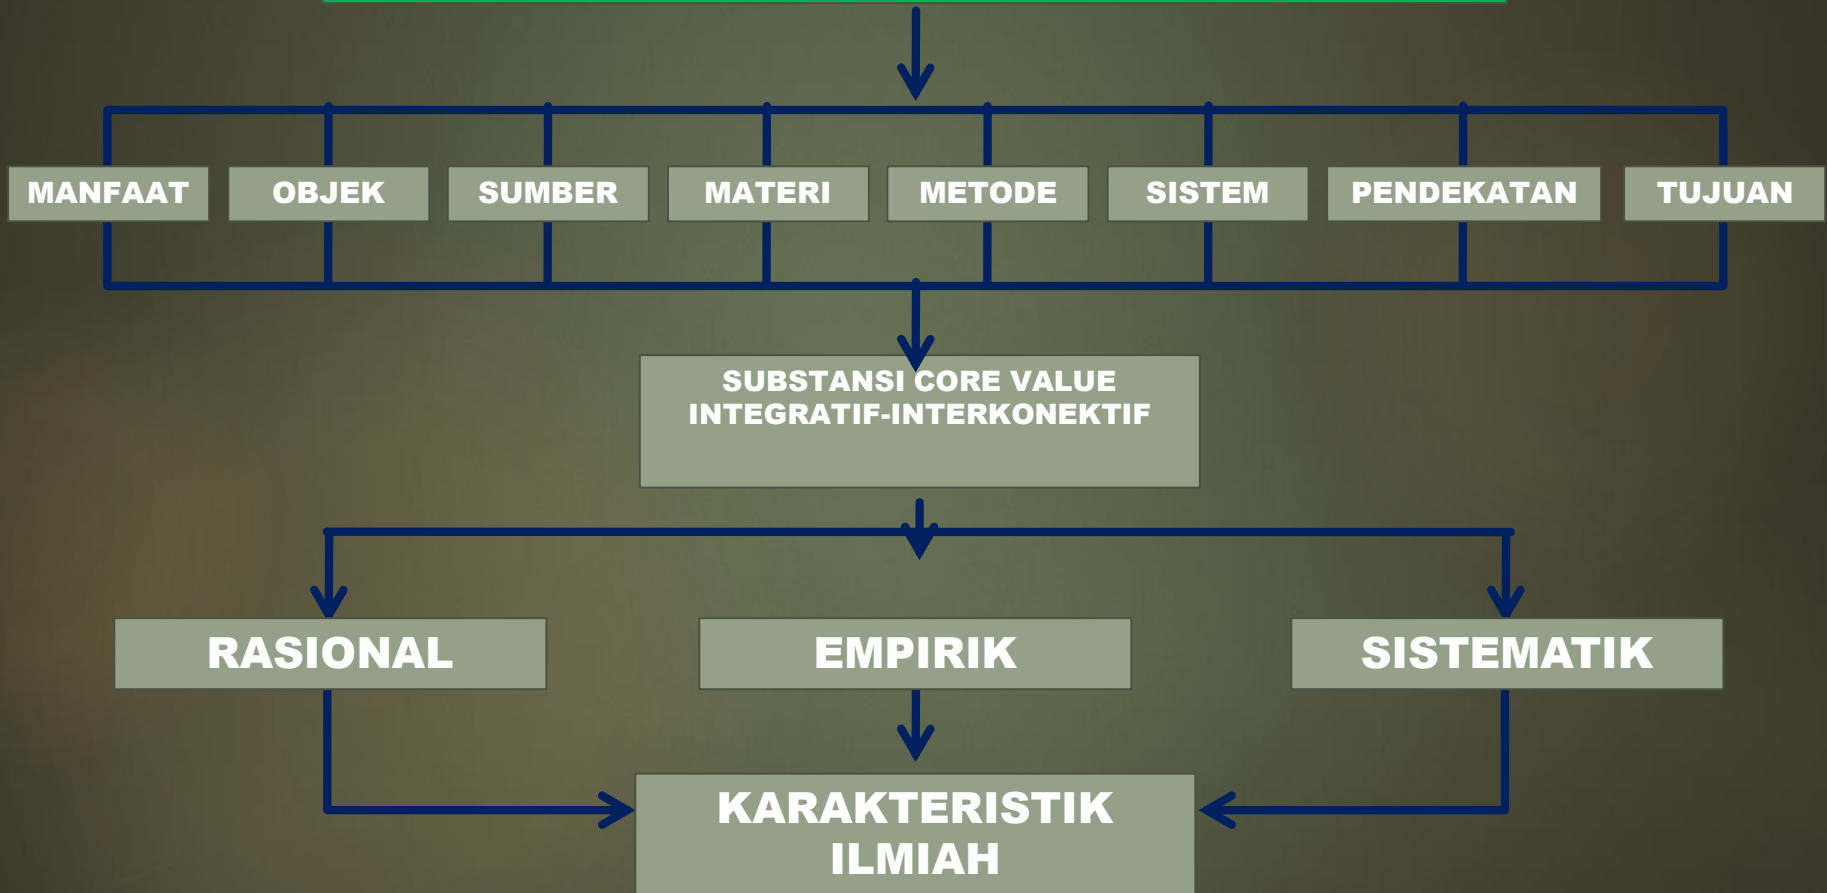 MANFAAT
OBJEK
SUMBER
MATERI
METODE
SISTEM
PENDEKATAN
TUJUAN
SUBSTANSI CORE VALUE
INTEGRATIF-INTERKONEKTIF
RASIONAL
EMPIRIK
SISTEMATIK
KARAKTERISTIK
ILMIAH